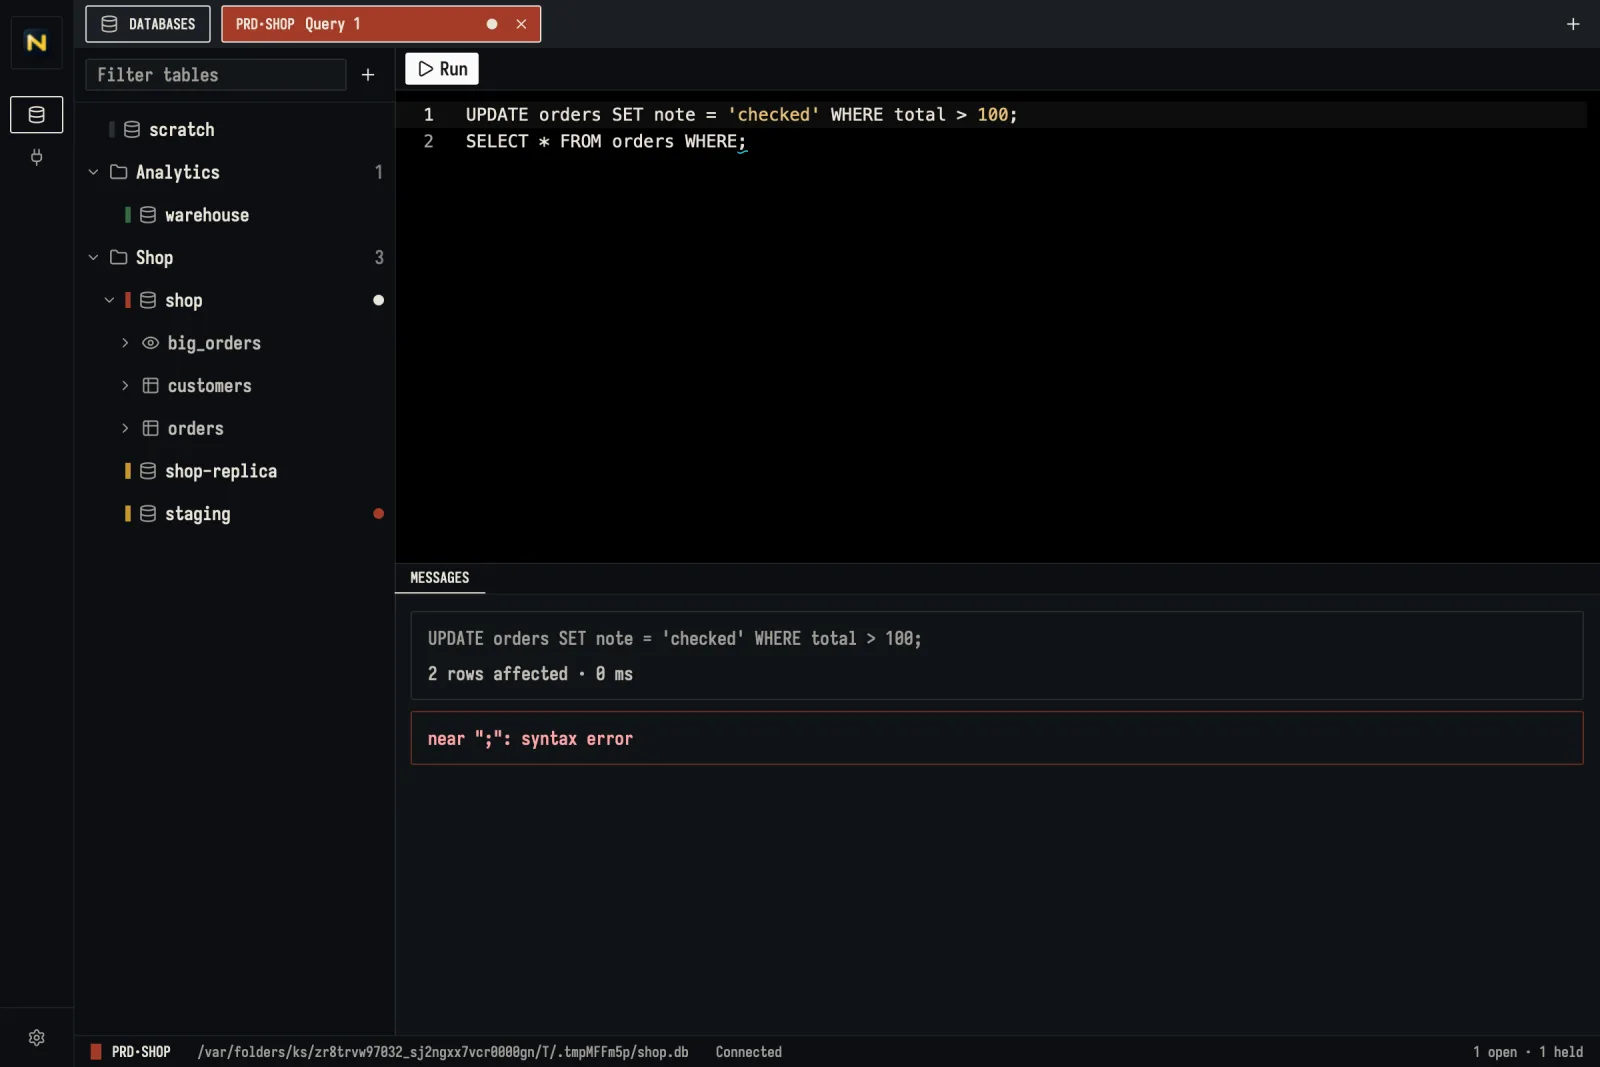 N
DATABASES
PRD·SHOP Query 1
Filter tables
Run
scratch
Analytics 1
warehouse
Shop 3
shop
big_orders
customers
orders
shop-replica
staging
1 UPDATE orders SET note = 'checked' WHERE total > 100;
2 SELECT * FROM orders WHERE;
MESSAGES
UPDATE orders SET note = 'checked' WHERE total > 100;
2 rows affected · 0 ms
near ";": syntax error
PRD·SHOP /var/folders/ks/zr8trvw97032_sj2ngxx7vcr0000gn/T/.tmpMFFm5p/shop.db Connected 1 open · 1 held